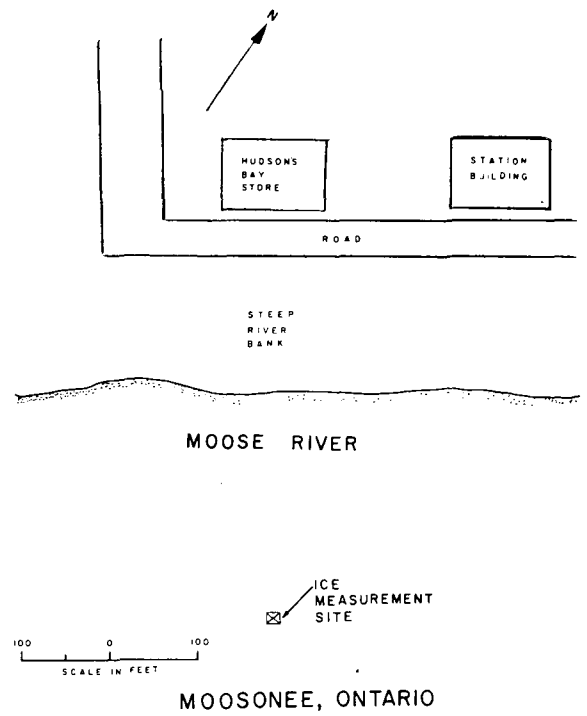 N
HUDSON'S
BAY
STORE
STATION
BUILDING
ROAD
STEEP
RIVER
BANK
MOOSE RIVER
ICE
MEASUREMENT
SITE
100 0 100
SCALE IN FEET
MOOSONEE, ONTARIO